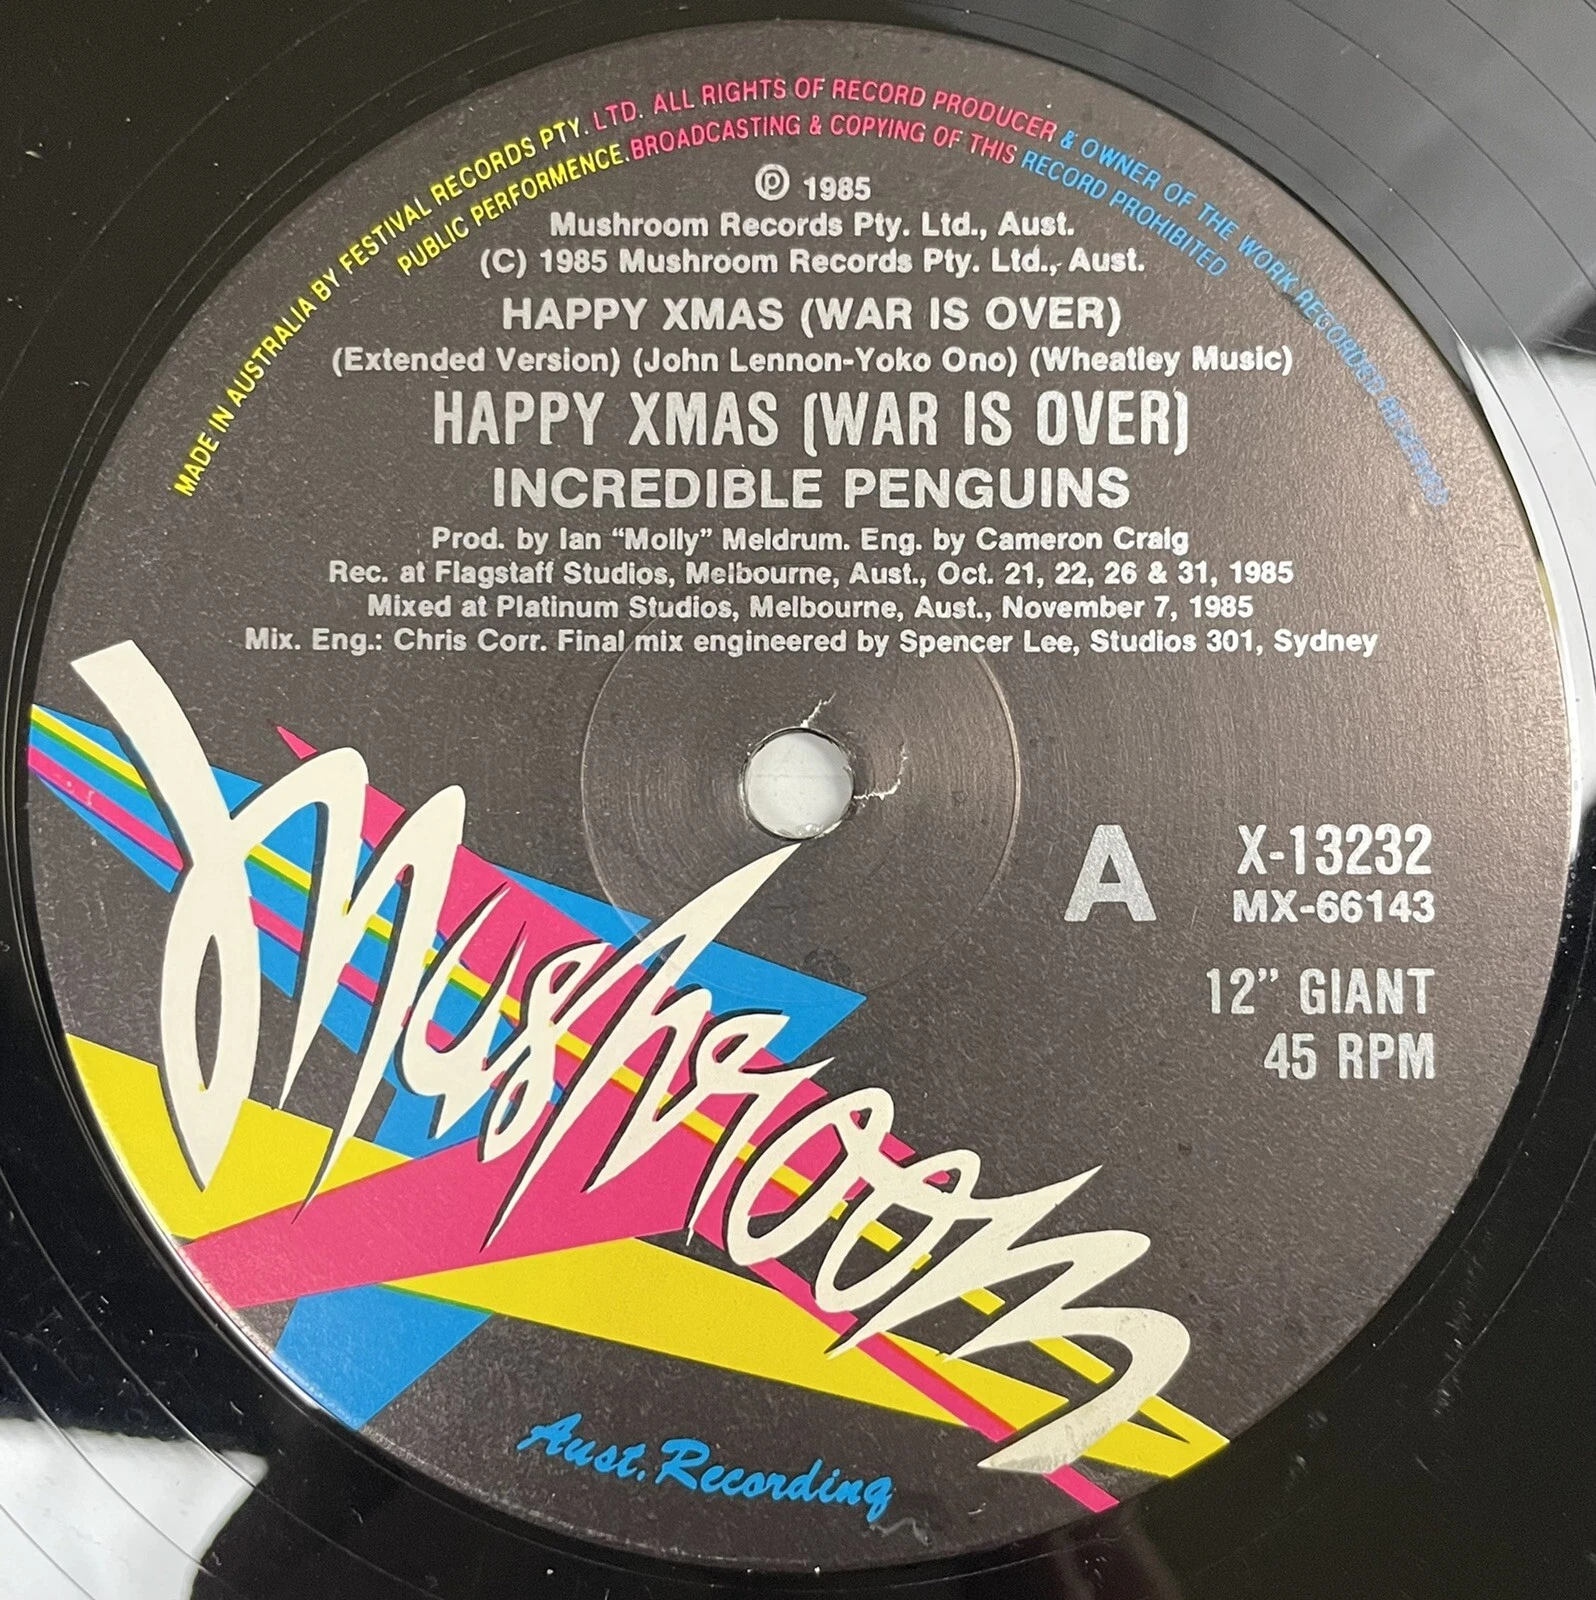 MADE IN AUSTRALIA BY FESTIVAL RECORDS PTY. LTD. ALL RIGHTS OF RECORD PRODUCER & OWNER OF THE WORK RECORDED RESERVED
PUBLIC PERFORMENCE. BROADCASTING & COPYING OF THIS RECORD PROHIBITED
℗ 1985
Mushroom Records Pty. Ltd., Aust.
(C) 1985 Mushroom Records Pty. Ltd., Aust.
HAPPY XMAS (WAR IS OVER)
(Extended Version) (John Lennon-Yoko Ono) (Wheatley Music)
HAPPY XMAS (WAR IS OVER)
INCREDIBLE PENGUINS
Prod. by Ian “Molly” Meldrum. Eng. by Cameron Craig
Rec. at Flagstaff Studios, Melbourne, Aust., Oct. 21, 22, 26 & 31, 1985
Mixed at Platinum Studios, Melbourne, Aust., November 7, 1985
Mix. Eng.: Chris Corr. Final mix engineered by Spencer Lee, Studios 301, Sydney
A
X-13232
MX-66143
12” GIANT
45 RPM
Mushroom
Aust. Recording